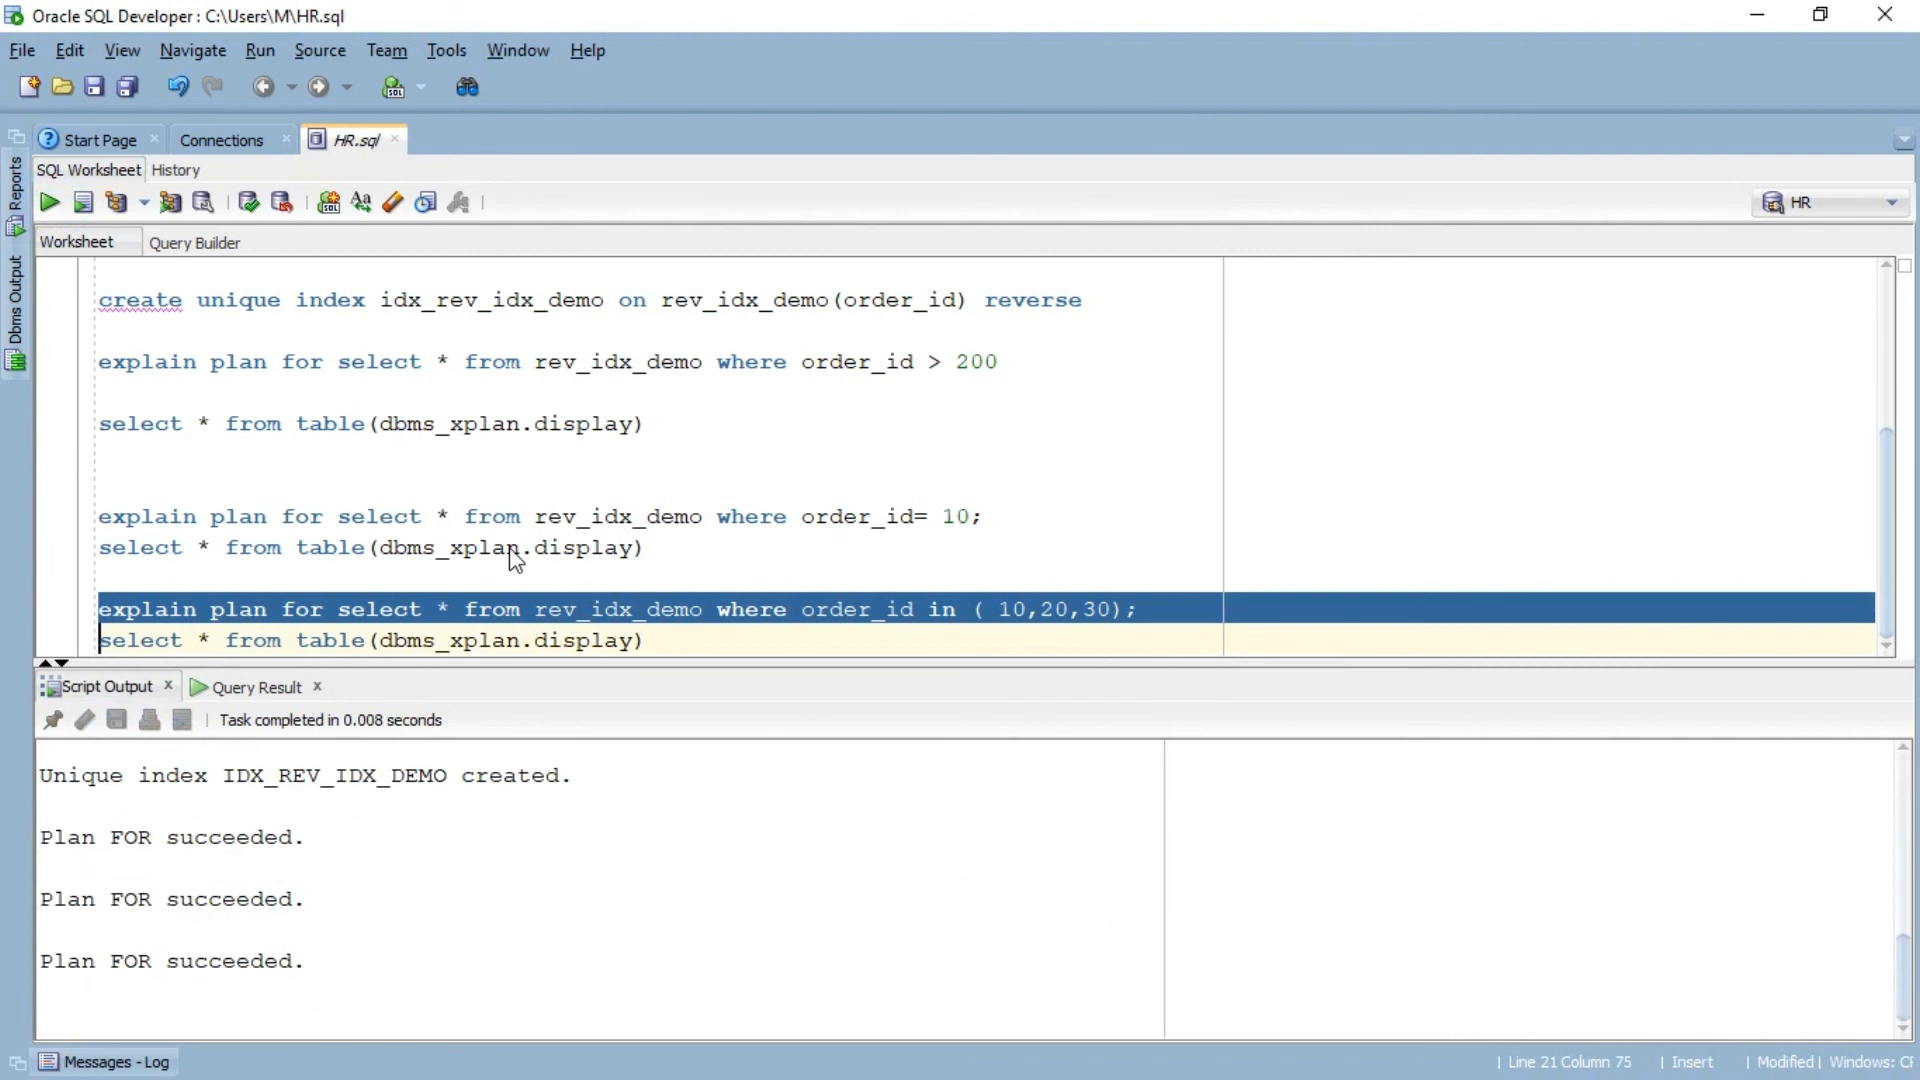 Oracle SQL Developer : C:\Users\M\HR.sql
File Edit View Navigate Run Source Team Tools Window Help
Start Page Connections HR.sql
SQL Worksheet History
HR
Worksheet Query Builder
Reports
Dbms Output
create unique index idx_rev_idx_demo on rev_idx_demo(order_id) reverse
explain plan for select * from rev_idx_demo where order_id > 200
select * from table(dbms_xplan.display)
explain plan for select * from rev_idx_demo where order_id= 10;
select * from table(dbms_xplan.display)
explain plan for select * from rev_idx_demo where order_id in ( 10,20,30);
select * from table(dbms_xplan.display)
Script Output Query Result
Task completed in 0.008 seconds
Unique index IDX_REV_IDX_DEMO created.
Plan FOR succeeded.
Plan FOR succeeded.
Plan FOR succeeded.
Messages - Log
Line 21 Column 75 Insert Modified Windows: